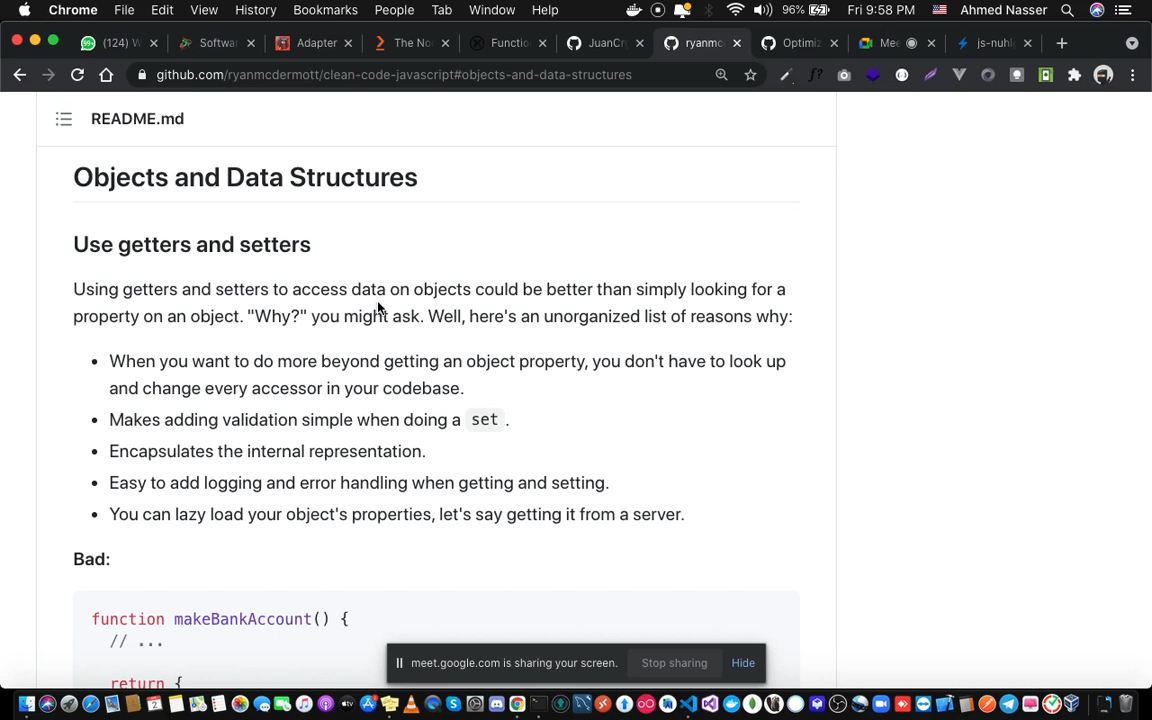 Chrome File Edit View History Bookmarks People Tab Window Help 96% Fri 9:58 PM Ahmed Nasser
(124) W Softwa Adapter The No Functio JuanCr ryanmc Optimiz Mee js-nuhl
github.com/ryanmcdermott/clean-code-javascript#objects-and-data-structures
README.md
Objects and Data Structures
Use getters and setters
Using getters and setters to access data on objects could be better than simply looking for a
property on an object. "Why?" you might ask. Well, here's an unorganized list of reasons why:
• When you want to do more beyond getting an object property, you don't have to look up
and change every accessor in your codebase.
• Makes adding validation simple when doing a set .
• Encapsulates the internal representation.
• Easy to add logging and error handling when getting and setting.
• You can lazy load your object's properties, let's say getting it from a server.
Bad:
function makeBankAccount() {
// ...
return {
meet.google.com is sharing your screen. Stop sharing Hide